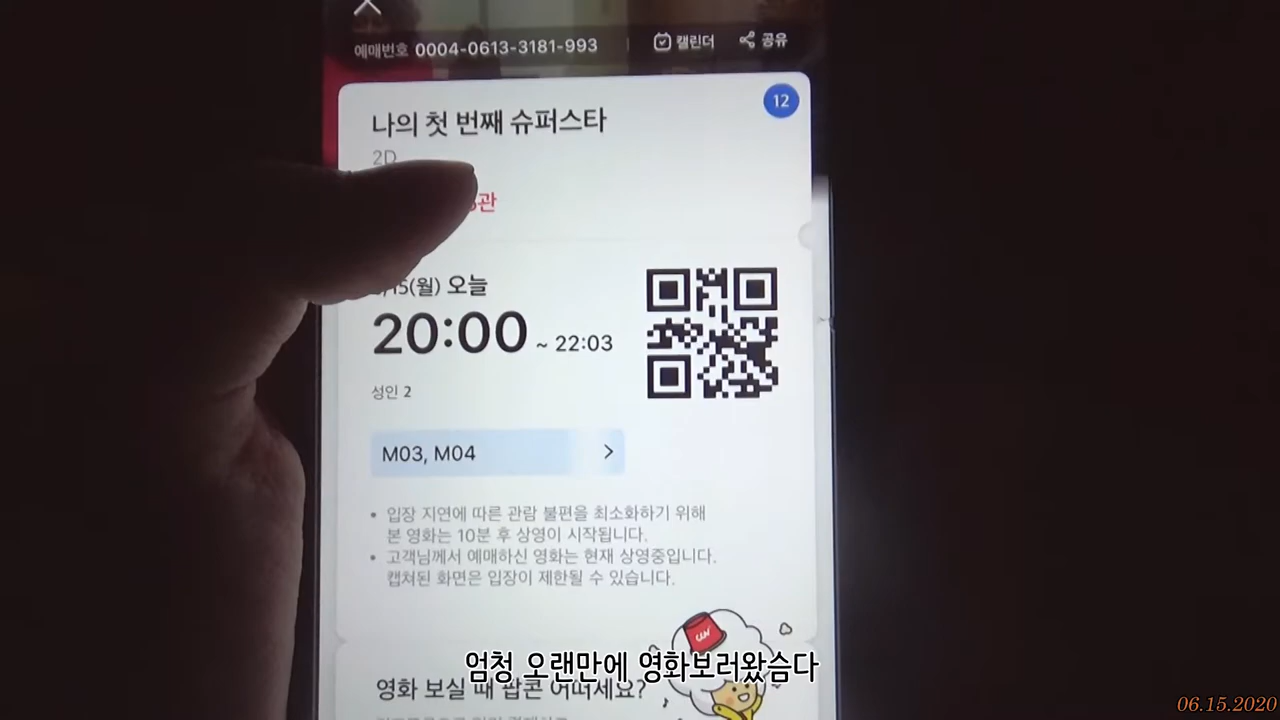 예매번호 0004-0613-3181-993 캘린더 공유
12
나의 첫 번째 슈퍼스타
2D
관
15(월) 오늘
20:00 ~ 22:03
성인 2
M03, M04
• 입장 지연에 따른 관람 불편을 최소화하기 위해
본 영화는 10분 후 상영이 시작됩니다.
• 고객님께서 예매하신 영화는 현재 상영중입니다.
캡쳐된 화면은 입장이 제한될 수 있습니다.
엄청 오랜만에 영화보러왔슴다
영화 보실 때 팝콘 어떠세요?
06.15.2020